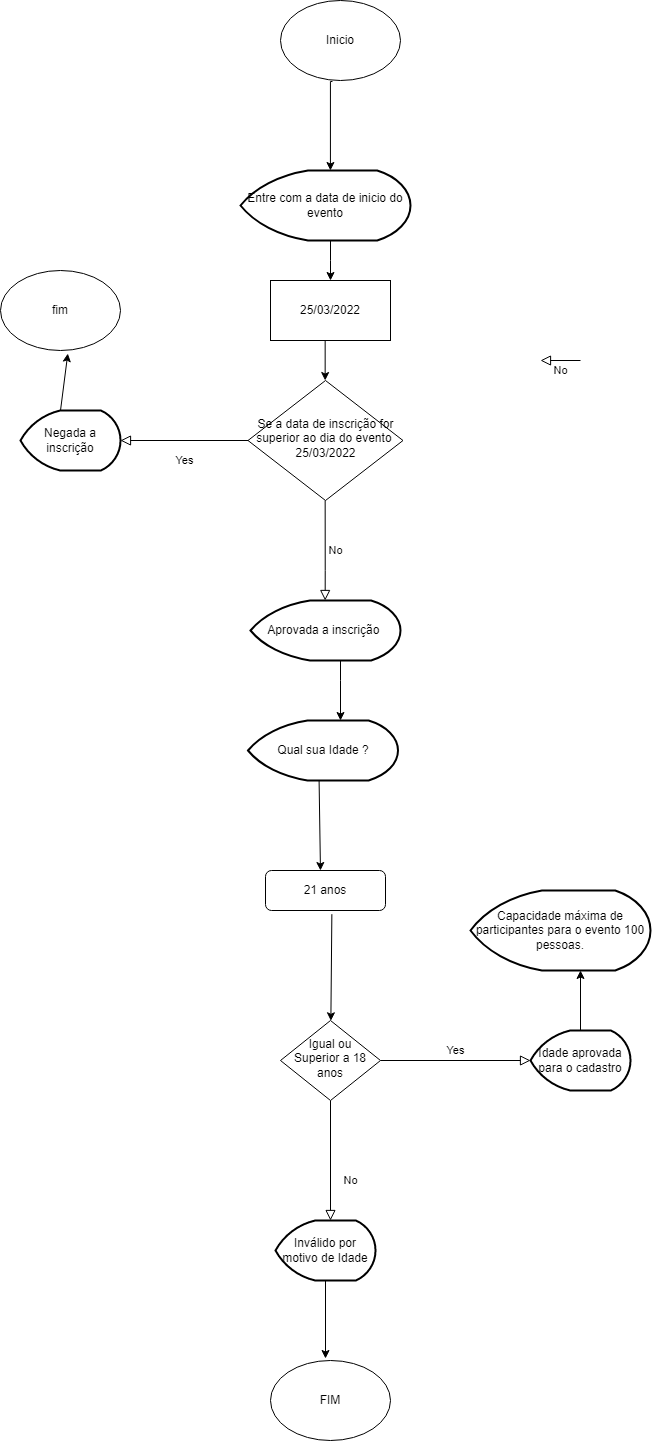 Inicio
Entre com a data de inicio do
evento
25/03/2022
fim
No
Se a data de inscrição for
superior ao dia do evento
25/03/2022
Negada a
inscrição
Yes
No
Aprovada a inscrição
Qual sua Idade ?
21 anos
Capacidade máxima de
participantes para o evento 100
pessoas.
Igual ou
Superior a 18
anos
Yes
Idade aprovada
para o cadastro
No
Inválido por
motivo de Idade
FIM